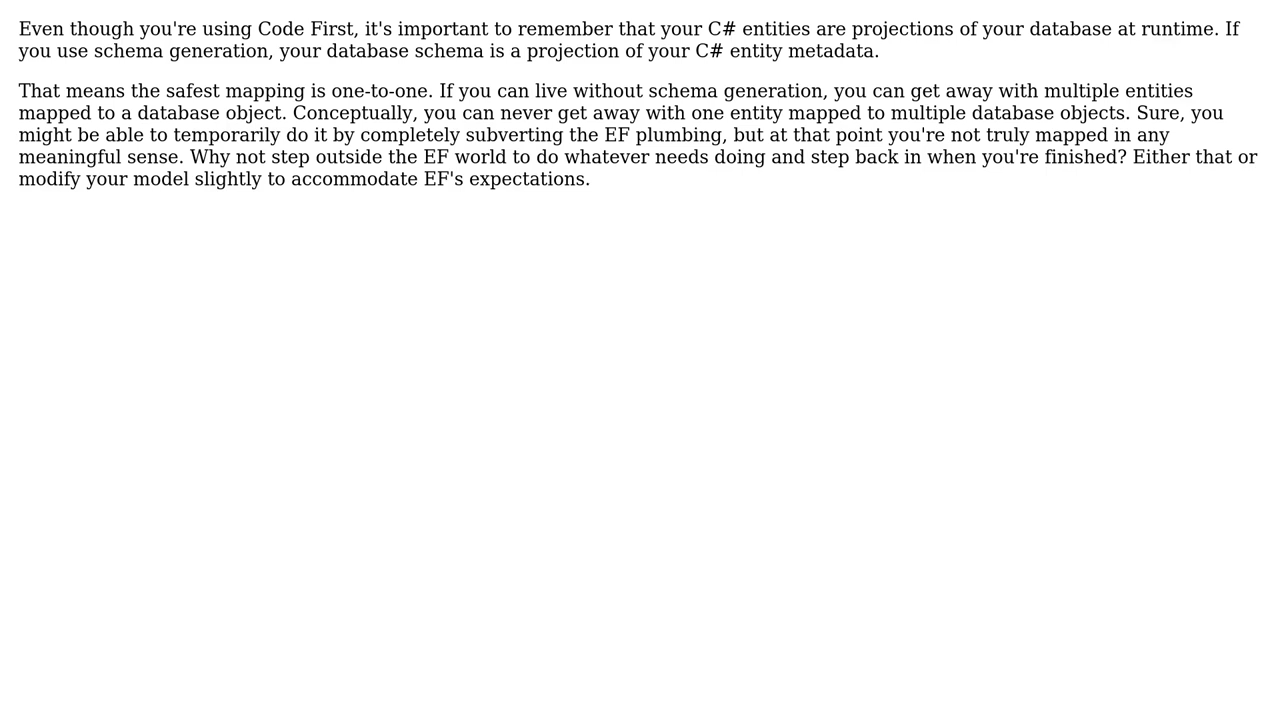 Even though you're using Code First, it's important to remember that your C# entities are projections of your database at runtime. If
you use schema generation, your database schema is a projection of your C# entity metadata.
That means the safest mapping is one-to-one. If you can live without schema generation, you can get away with multiple entities
mapped to a database object. Conceptually, you can never get away with one entity mapped to multiple database objects. Sure, you
might be able to temporarily do it by completely subverting the EF plumbing, but at that point you're not truly mapped in any
meaningful sense. Why not step outside the EF world to do whatever needs doing and step back in when you're finished? Either that or
modify your model slightly to accommodate EF's expectations.